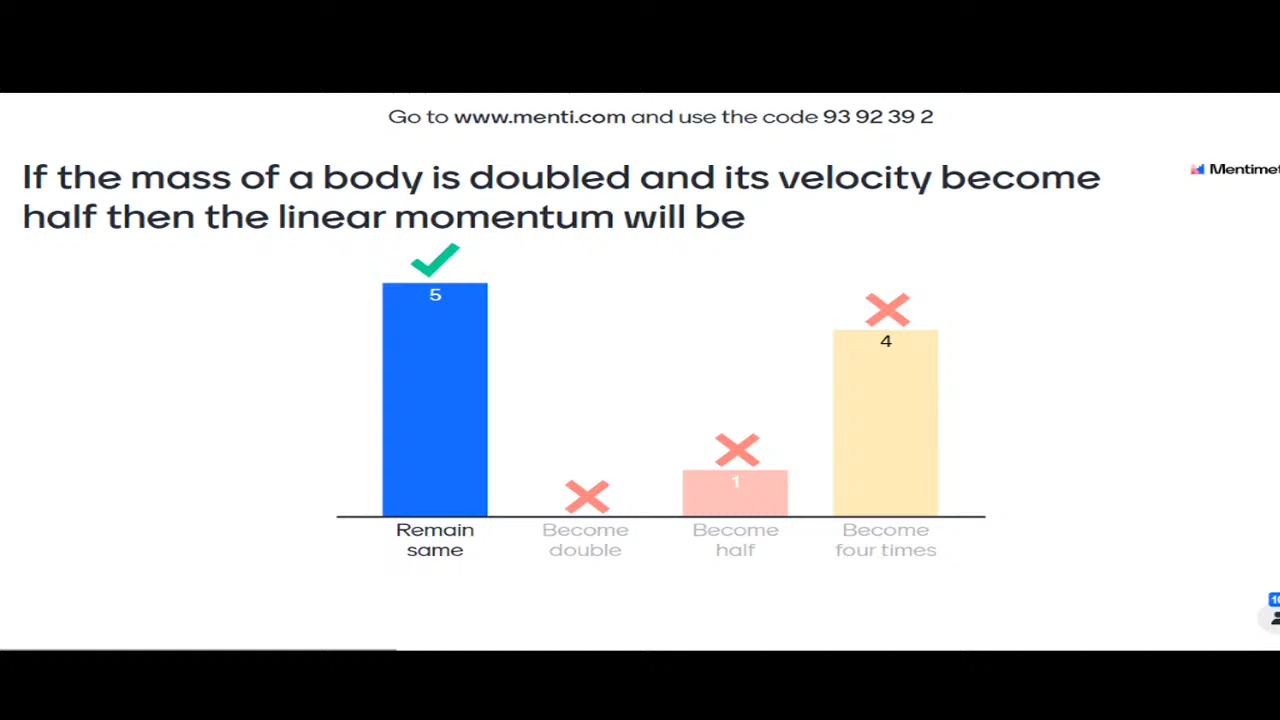 Go to www.menti.com and use the code 93 92 39 2
If the mass of a body is doubled and its velocity become
half then the linear momentum will be
Mentimet
5
4
1
Remain
same
Become
double
Become
half
Become
four times